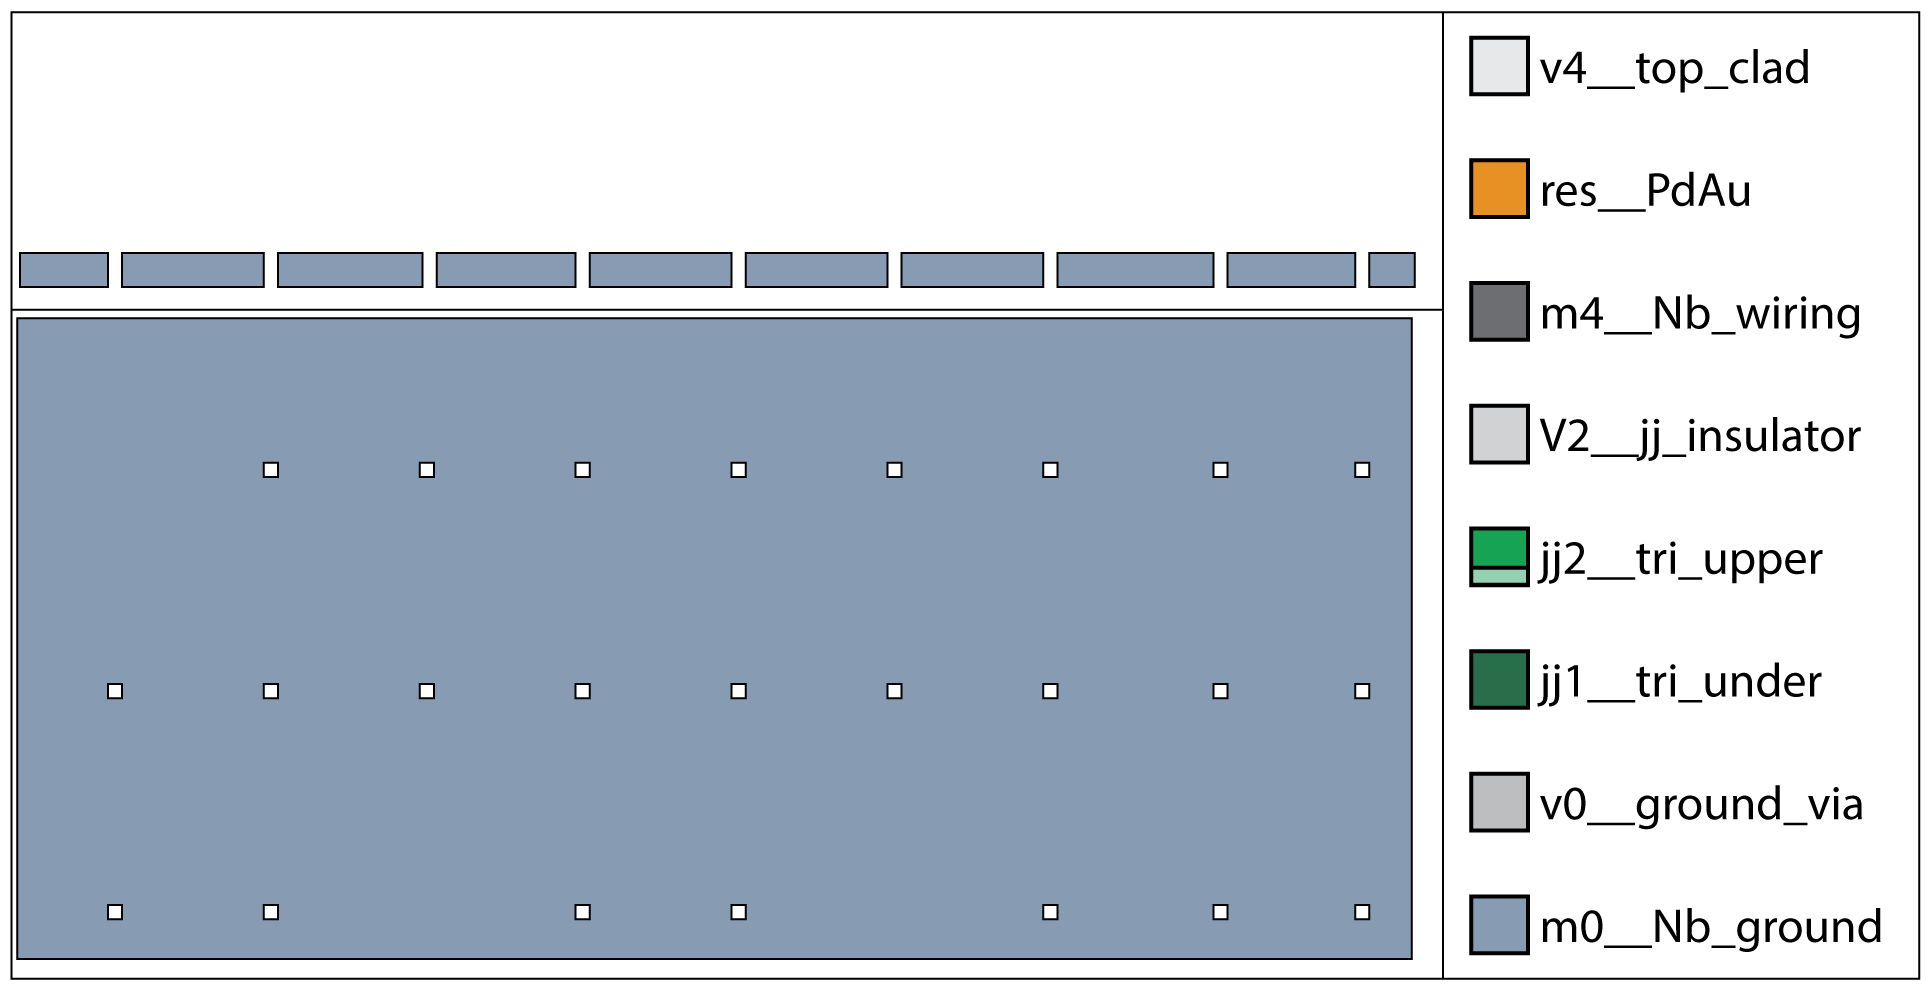 v4__top_clad
res__PdAu
m4__Nb_wiring
V2__jj_insulator
jj2__tri_upper
jj1__tri_under
v0__ground_via
m0__Nb_ground